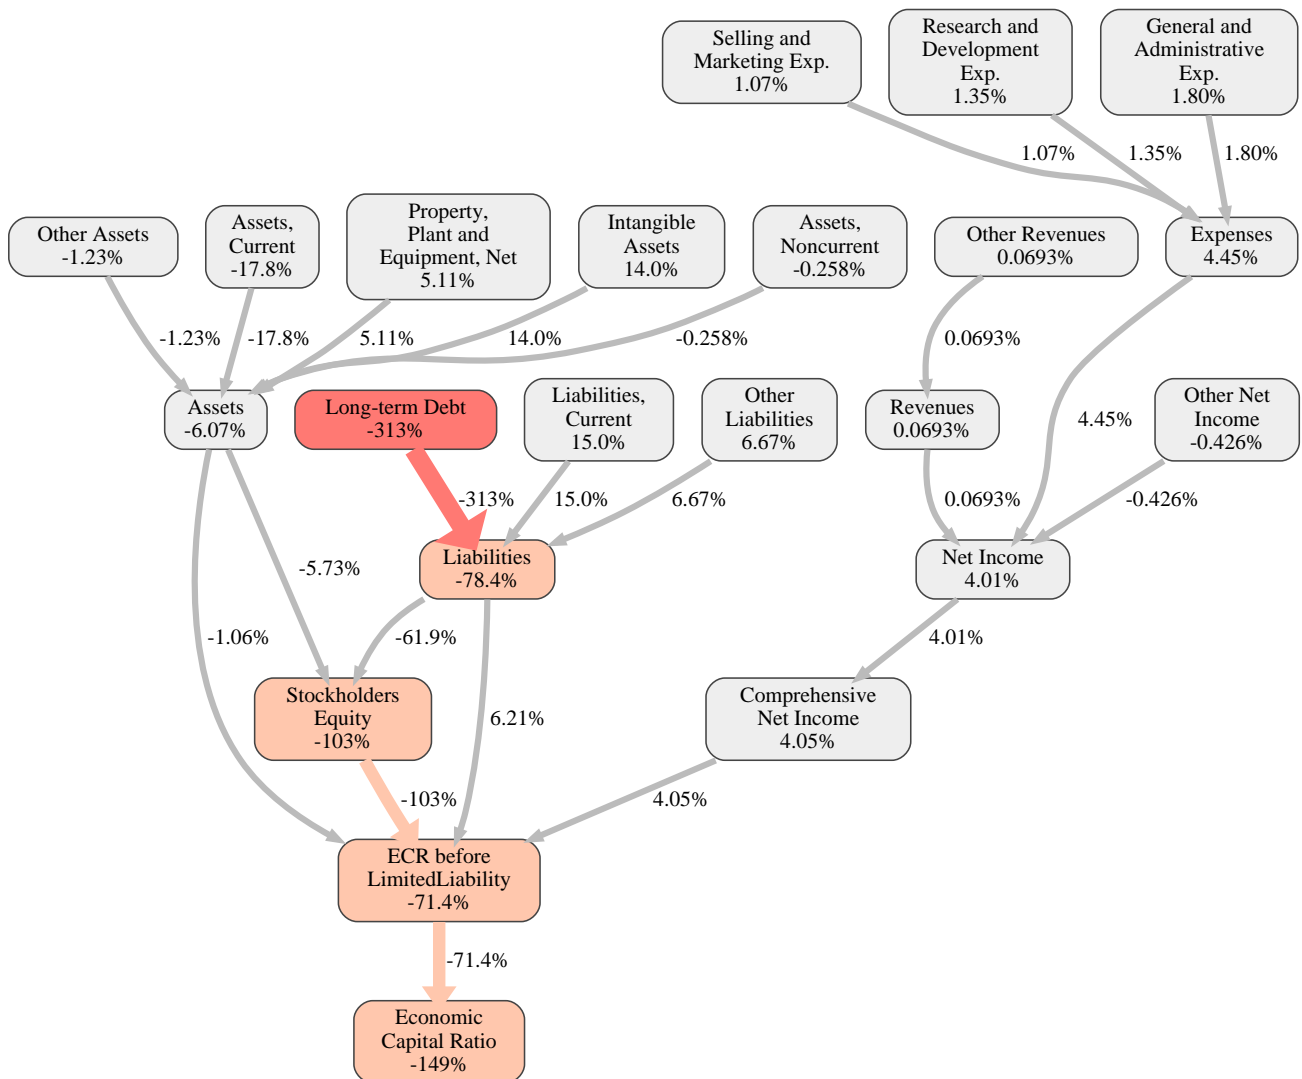 Selling and
Marketing Exp.
1.07%
Research and
Development
Exp.
1.35%
General and
Administrative
Exp.
1.80%
1.07%
1.35%
1.80%
Other Assets
-1.23%
Assets,
Current
-17.8%
Property,
Plant and
Equipment, Net
5.11%
Intangible
Assets
14.0%
Assets,
Noncurrent
-0.258%
Other Revenues
0.0693%
Expenses
4.45%
-1.23%
-17.8%
5.11%
14.0%
-0.258%
0.0693%
Assets
-6.07%
Long-term Debt
-313%
Liabilities,
Current
15.0%
Other
Liabilities
6.67%
Revenues
0.0693%
4.45%
Other Net
Income
-0.426%
-313%
15.0%
6.67%
0.0693%
-0.426%
-5.73%
Liabilities
-78.4%
Net Income
4.01%
-1.06%
-61.9%
4.01%
Stockholders
Equity
-103%
6.21%
Comprehensive
Net Income
4.05%
-103%
4.05%
ECR before
LimitedLiability
-71.4%
-71.4%
Economic
Capital Ratio
-149%